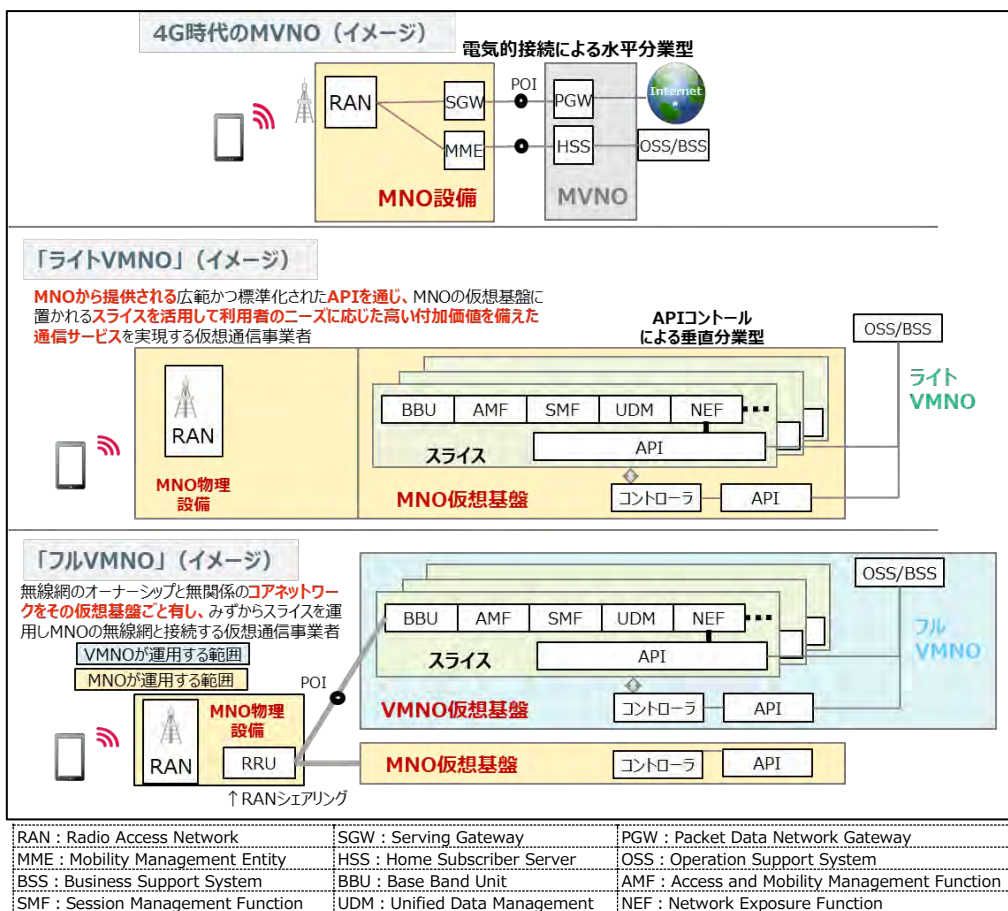 4G時代のMVNO（イメージ）
電気的接続による水平分業型
RAN
SGW
POI
PGW
Internet
MME
HSS
OSS/BSS
MNO設備
MVNO
「ライトVMNO」（イメージ）
MNOから提供される広範かつ標準化されたAPIを通じ、MNOの仮想基盤に
置かれるスライスを活用して利用者のニーズに応じた高い付加価値を備えた
通信サービスを実現する仮想通信事業者
APIコントール
による垂直分業型
OSS/BSS
ライト
VMNO
RAN
BBU AMF SMF UDM NEF ･･･
スライス
API
MNO物理
設備
MNO仮想基盤
コントローラ
API
「フルVMNO」（イメージ）
無線網のオーナーシップと無関係のコアネットワー
クをその仮想基盤ごと有し、みずからスライスを運
用しMNOの無線網と接続する仮想通信事業者
VMNOが運用する範囲
MNOが運用する範囲
OSS/BSS
フル
VMNO
BBU AMF SMF UDM NEF ･･･
スライス
API
POI
VMNO仮想基盤
コントローラ
API
MNO物理
設備
RAN
RRU
↑RANシェアリング
MNO仮想基盤
コントローラ
API
RAN：Radio Access Network SGW：Serving Gateway PGW：Packet Data Network Gateway
MME：Mobility Management Entity HSS：Home Subscriber Server OSS：Operation Support System
BSS：Business Support System BBU：Base Band Unit AMF：Access and Mobility Management Function
SMF：Session Management Function UDM：Unified Data Management NEF：Network Exposure Function